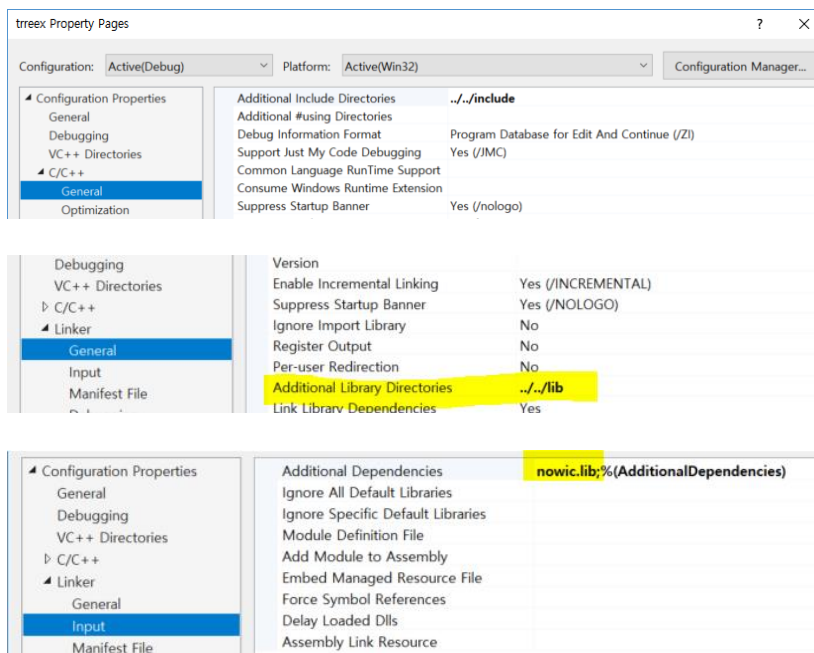 trreex Property Pages ? ×
Configuration: Active(Debug) Platform: Active(Win32) Configuration Manager...
Configuration Properties Additional Include Directories ../../include
General Additional #using Directories
Debugging Debug Information Format Program Database for Edit And Continue (/ZI)
VC++ Directories Support Just My Code Debugging Yes (/JMC)
C/C++ Common Language RunTime Support
General Consume Windows Runtime Extension
Optimization Suppress Startup Banner Yes (/nologo)
Debugging Version
VC++ Directories Enable Incremental Linking Yes (/INCREMENTAL)
C/C++ Suppress Startup Banner Yes (/NOLOGO)
Linker Ignore Import Library No
General Register Output No
Input Per-user Redirection No
Manifest File Additional Library Directories ../../lib
Link Library Dependencies Yes
Configuration Properties Additional Dependencies nowic.lib;%(AdditionalDependencies)
General Ignore All Default Libraries
Debugging Ignore Specific Default Libraries
VC++ Directories Module Definition File
C/C++ Add Module to Assembly
Linker Embed Managed Resource File
General Force Symbol References
Input Delay Loaded Dlls
Manifest File Assembly Link Resource